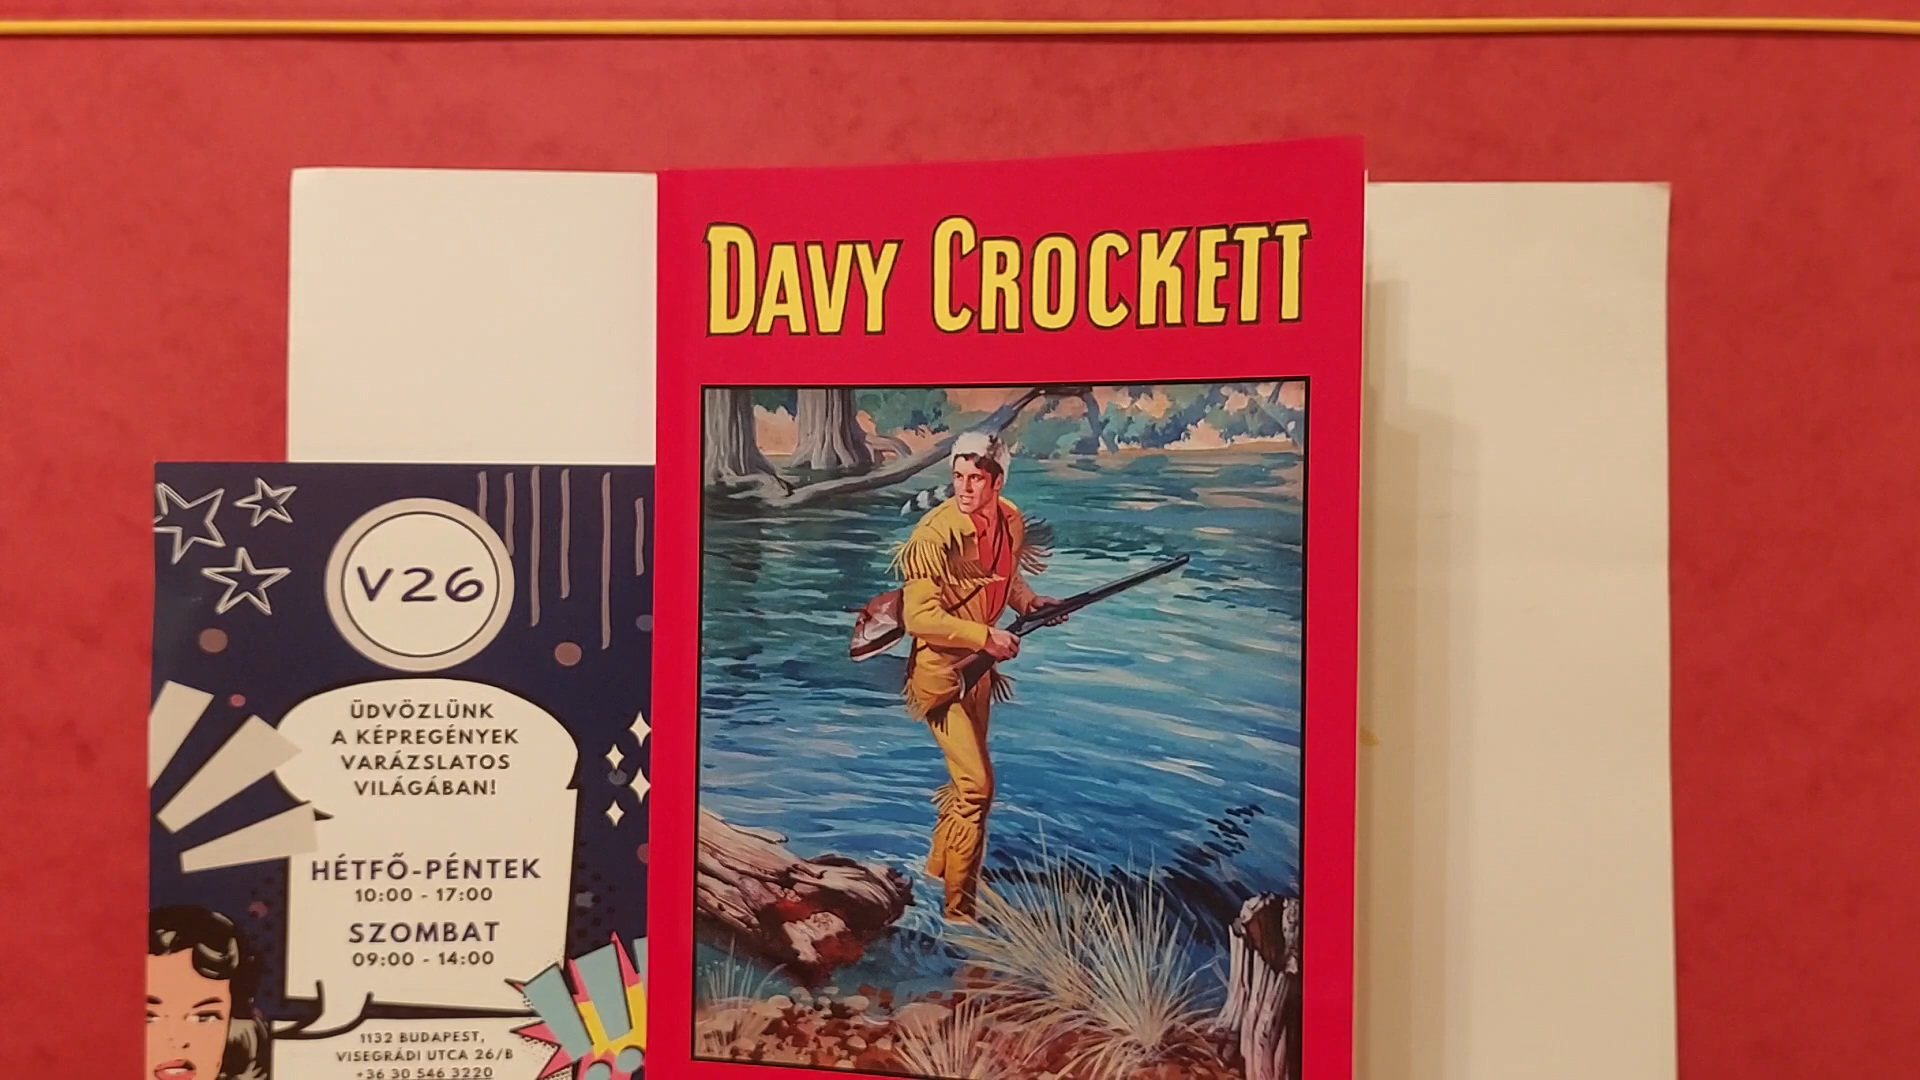 DAVY CROCKETT
V26
ÜDVÖZLÜNK
A KÉPREGÉNYEK
VARÁZSLATOS
VILÁGÁBAN!
HÉTFŐ-PÉNTEK
10:00 - 17:00
SZOMBAT
09:00 - 14:00
1132 BUDAPEST,
VISEGRÁDI UTCA 26/B
+36 30 546 3220